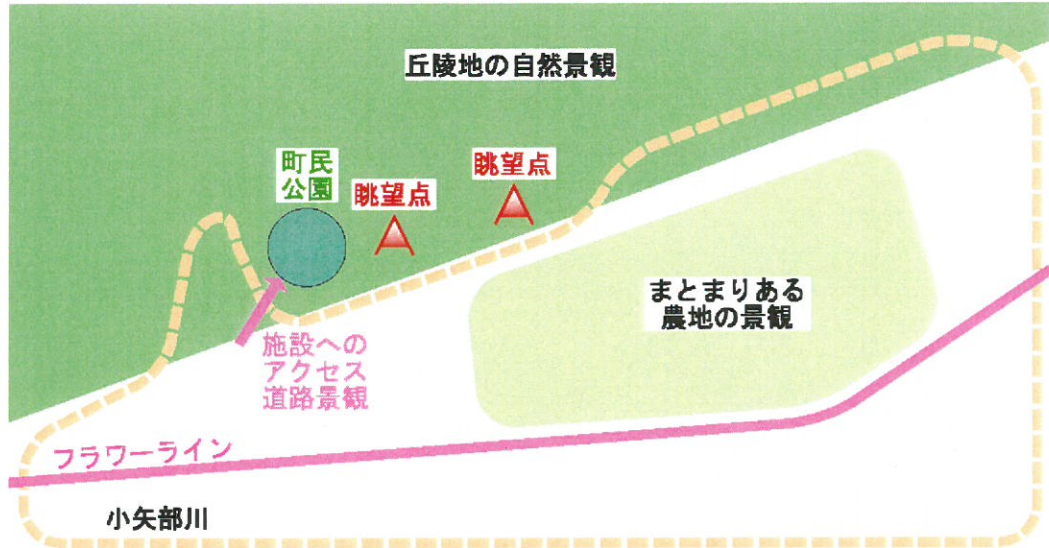 丘陵地の自然景観
町民
公園
眺望点
眺望点
まとまりある
農地の景観
施設への
アクセス
道路景観
フラワーライン
小矢部川